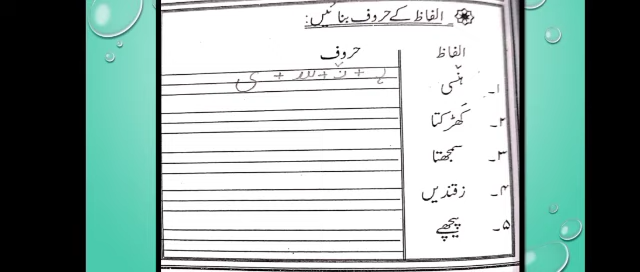 الفاظ کے حروف بنائیں:
الفاظ حروف
۱۔ ہنسی ہ + ن + س + ی
۲۔ کھڑکتا
۳۔ سمجھتا
۴۔ زقندیں
۵۔ پیچھے